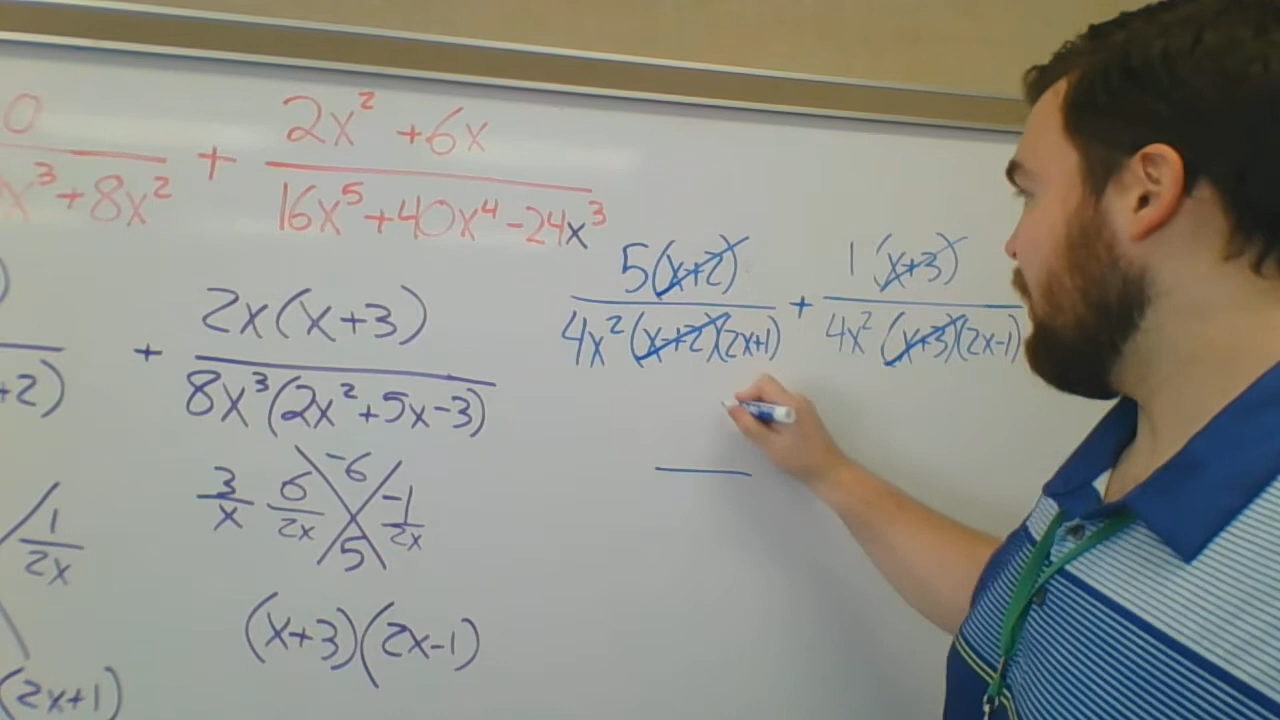 0 / x³+8x² + 2x²+6x / 16x⁵+40x⁴-24x³
+2) + 2x(x+3) / 8x³(2x²+5x-3)
3/x 6/2x -6 5 -1/2x
1/2x
(x+3)(2x-1)
(2x+1)
5(x+2) / 4x²(x+2)(2x+1) + 1(x+3) / 4x²(x+3)(2x-1)